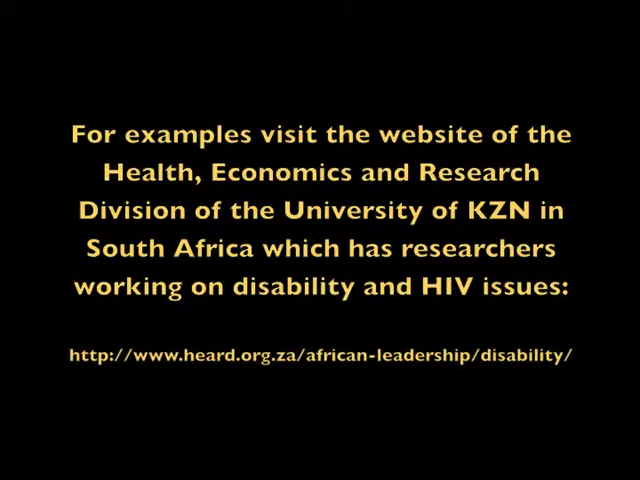 For examples visit the website of the
Health, Economics and Research
Division of the University of KZN in
South Africa which has researchers
working on disability and HIV issues:
http://www.heard.org.za/african-leadership/disability/